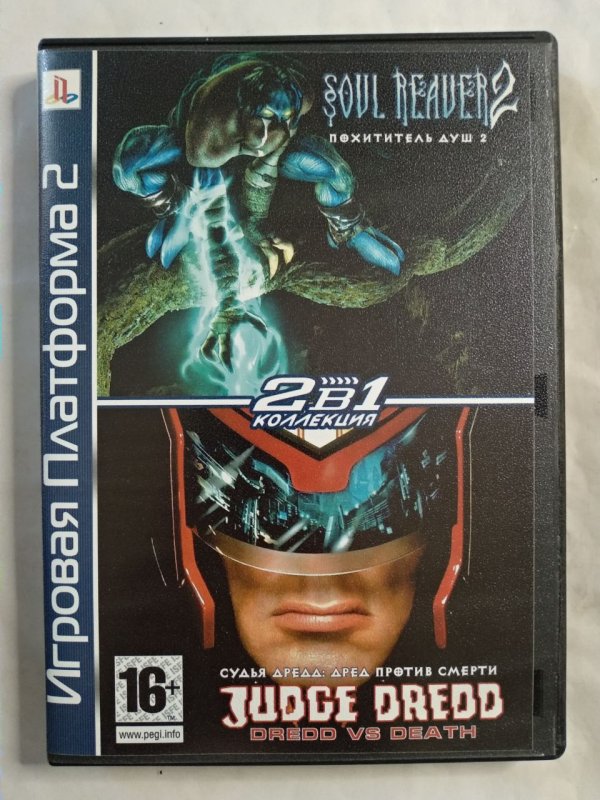 Игровая Платформа 2
SOUL REAVER 2
ПОХИТИТЕЛЬ ДУШ 2
2 В 1
КОЛЛЕКЦИЯ
СУДЬЯ ДРЕДД: ДРЕД ПРОТИВ СМЕРТИ
JUDGE DREDD
DREDD VS DEATH
16+
www.pegi.info